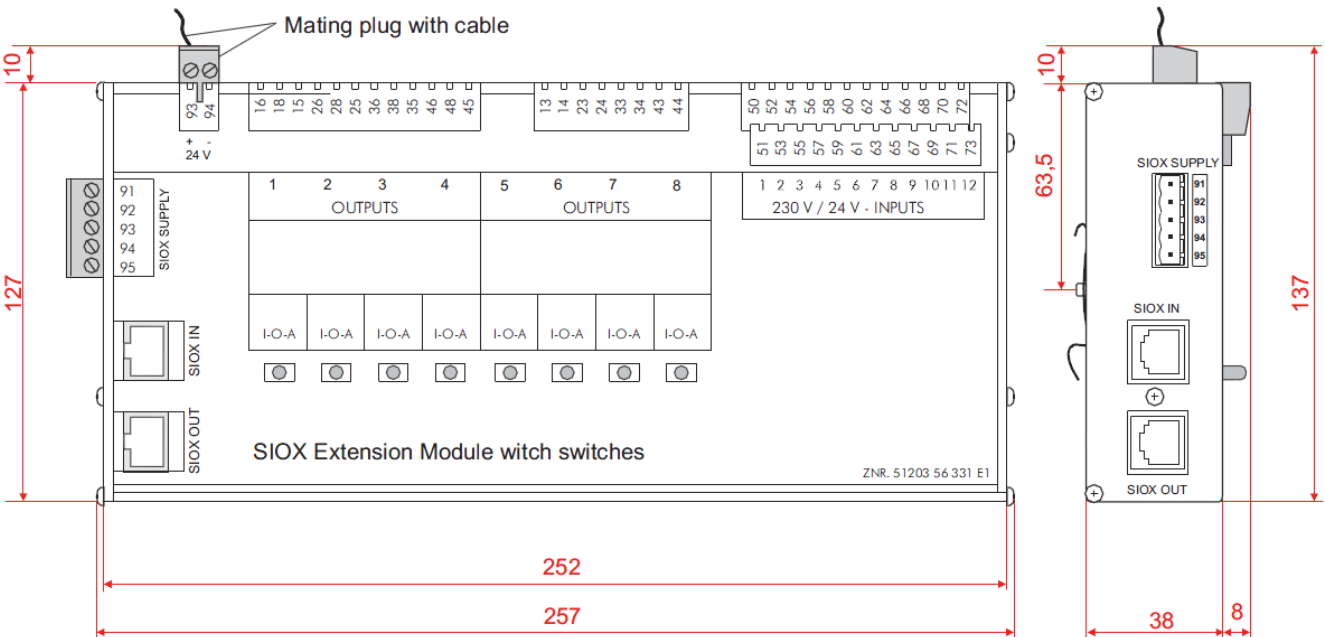 Mating plug with cable
10
93 94
+ -
24 V
16 18 15 26 28 25 36 38 35 46 48 45
13 14 23 24 33 34 43 44
50 52 54 56 58 60 62 64 66 68 70 72
51 53 55 57 59 61 63 65 67 69 71 73
1 2 3 4 5 6 7 8
OUTPUTS OUTPUTS
1 2 3 4 5 6 7 8 9 10 11 12
230 V / 24 V - INPUTS
91
92
93
94
95
SIOX SUPPLY
127
I-O-A I-O-A I-O-A I-O-A I-O-A I-O-A I-O-A I-O-A
SIOX IN
SIOX OUT
SIOX Extension Module witch switches
ZNR. 51203 56 331 E1
252
257
10
63,5
137
SIOX SUPPLY
91
92
93
94
95
SIOX IN
SIOX OUT
38
8